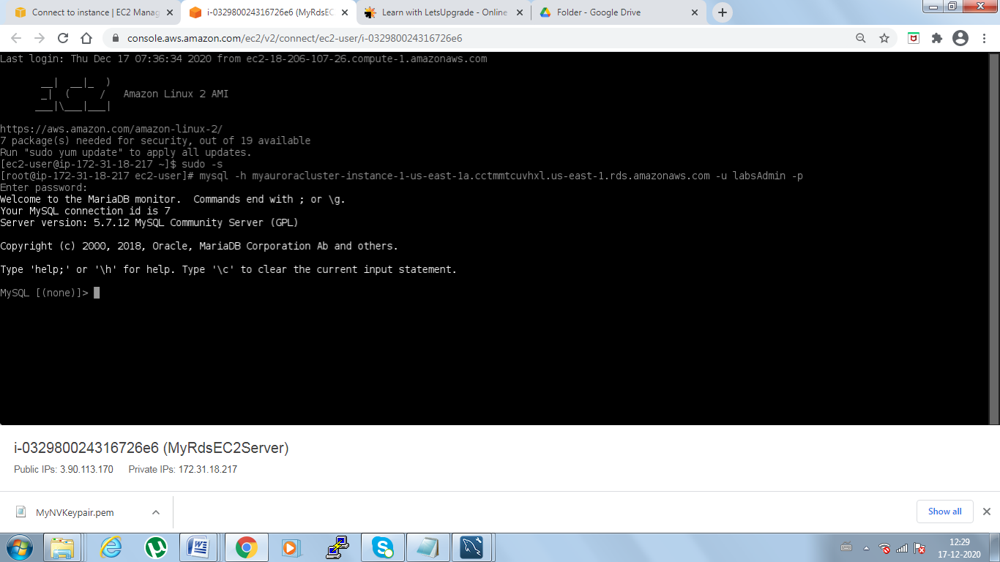 Connect to instance | EC2 Manag
i-032980024316726e6 (MyRdsEC
Learn with LetsUpgrade - Online
Folder - Google Drive
console.aws.amazon.com/ec2/v2/connect/ec2-user/i-032980024316726e6
Last login: Thu Dec 17 07:36:34 2020 from ec2-18-206-107-26.compute-1.amazonaws.com
__|  __|_  )
_|  (     /   Amazon Linux 2 AMI
___|\___|___|
https://aws.amazon.com/amazon-linux-2/
7 package(s) needed for security, out of 19 available
Run "sudo yum update" to apply all updates.
[ec2-user@ip-172-31-18-217 ~]$ sudo -s
[root@ip-172-31-18-217 ec2-user]# mysql -h myauroracluster-instance-1-us-east-1a.cctmmtcuvhxl.us-east-1.rds.amazonaws.com -u labsAdmin -p
Enter password:
Welcome to the MariaDB monitor.  Commands end with ; or \g.
Your MySQL connection id is 7
Server version: 5.7.12 MySQL Community Server (GPL)
Copyright (c) 2000, 2018, Oracle, MariaDB Corporation Ab and others.
Type 'help;' or '\h' for help. Type '\c' to clear the current input statement.
MySQL [(none)]>
i-032980024316726e6 (MyRdsEC2Server)
Public IPs: 3.90.113.170 Private IPs: 172.31.18.217
MyNVKeypair.pem
Show all
12:29
17-12-2020